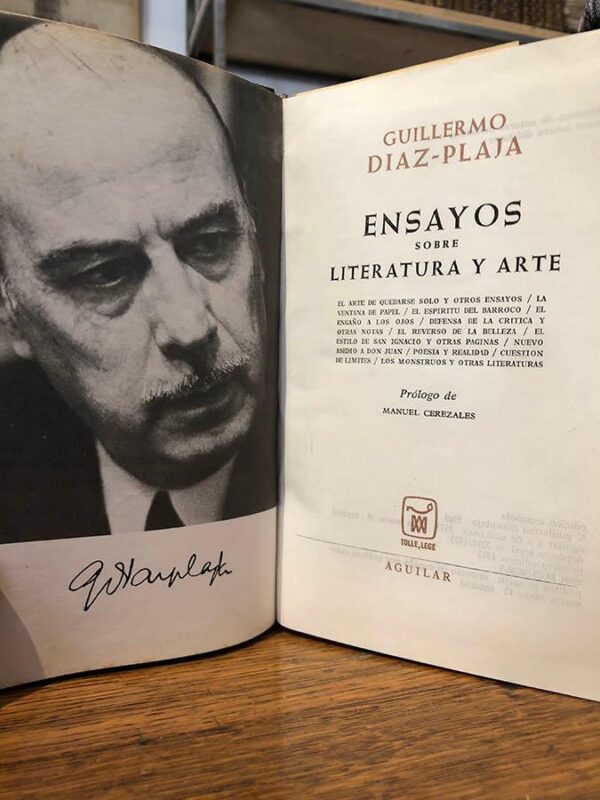 GUILLERMO
DIAZ-PLAJA
ENSAYOS
SOBRE
LITERATURA Y ARTE
EL ARTE DE QUEDARSE SOLO Y OTROS ENSAYOS / LA
VENTANA DE PAPEL / EL ESPIRITU DEL BARROCO / EL
ENGAÑO A LOS OJOS / DEFENSA DE LA CRITICA Y
OTRAS NOTAS / EL REVERSO DE LA BELLEZA / EL
ESTILO DE SAN IGNACIO Y OTRAS PAGINAS / NUEVO
ASEDIO A DON JUAN / POESIA Y REALIDAD / CUESTION
DE LIMITES / LOS MONSTRUOS Y OTRAS LITERATURAS
Prólogo de
MANUEL CEREZALES
TOLLE, LEGE
AGUILAR